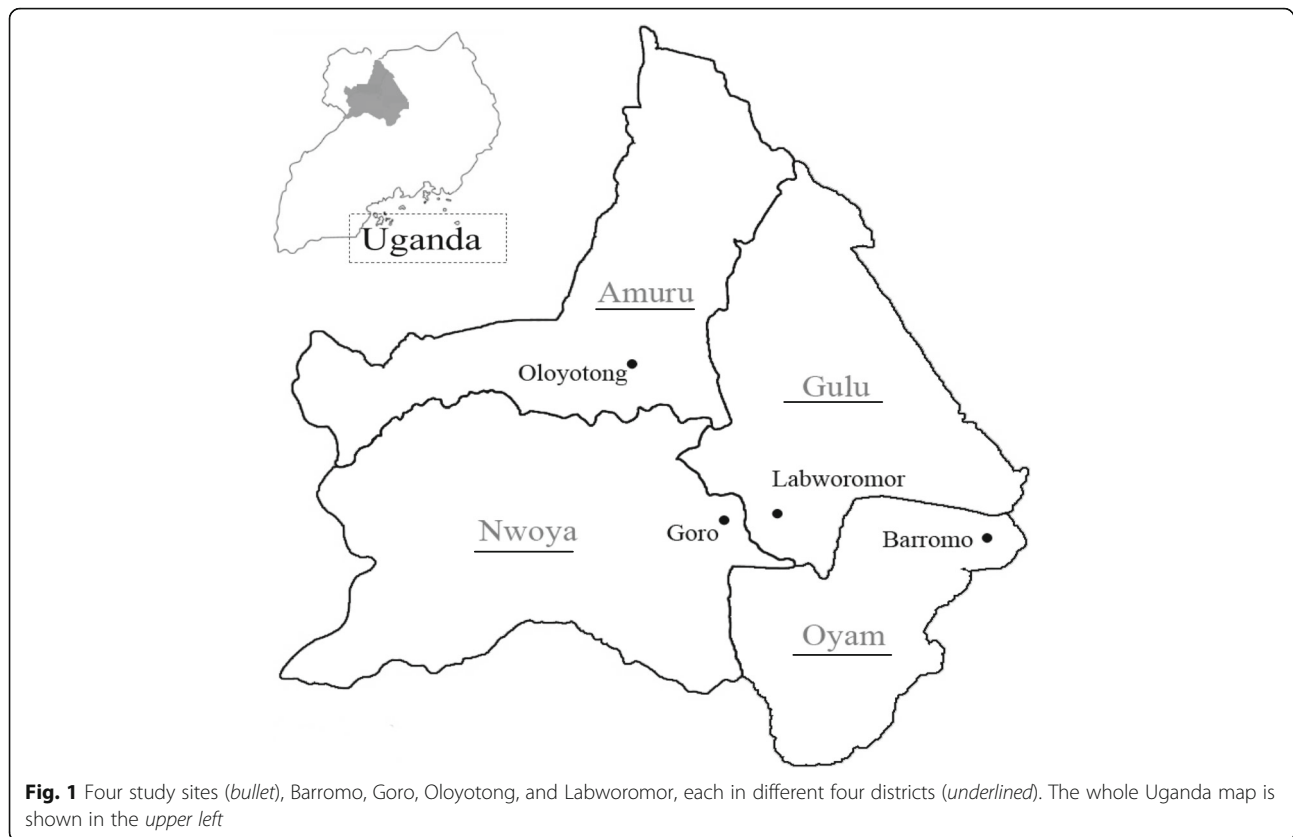 Uganda
Amuru
Oloyotong
Gulu
Labworomor
Nwoya
Goro
Barromo
Oyam
Fig. 1 Four study sites (bullet), Barromo, Goro, Oloyotong, and Labworomor, each in different four districts (underlined). The whole Uganda map is
shown in the upper left